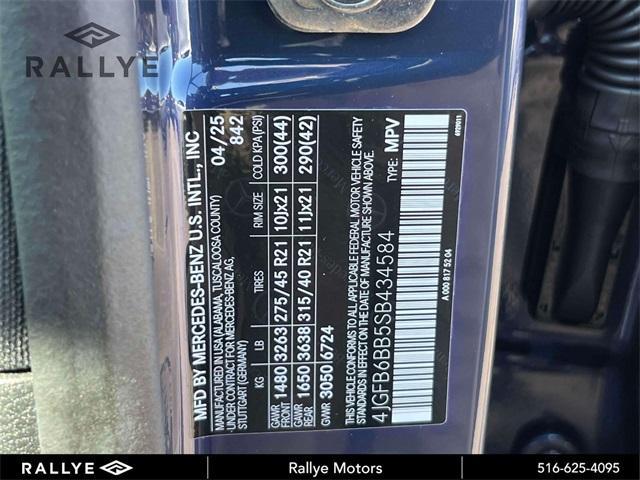 RALLYE
MFD BY MERCEDES-BENZ U.S. INTL., INC
MANUFACTURED IN USA (ALABAMA, TUSCALOOSA COUNTY)
UNDER CONTRACT FOR MERCEDES-BENZ AG,
STUTTGART (GERMANY)
04/25
842
KG LB TIRES RIM SIZE COLD KPA(PSI)
GAWR FRONT 1480 3263 275/45 R21 10Jx21 300(44)
GAWR REAR 1650 3638 315/40 R21 11Jx21 290(42)
GWR 3050 6724
THIS VEHICLE CONFORMS TO ALL APPLICABLE FEDERAL MOTOR VEHICLE SAFETY
STANDARDS IN EFFECT ON THE DATE OF MANUFACTURE SHOWN ABOVE.
TYPE: MPV
4JGFB6BB5SB434584
A 000 817 52 04
RALLYE
Rallye Motors
516-625-4095